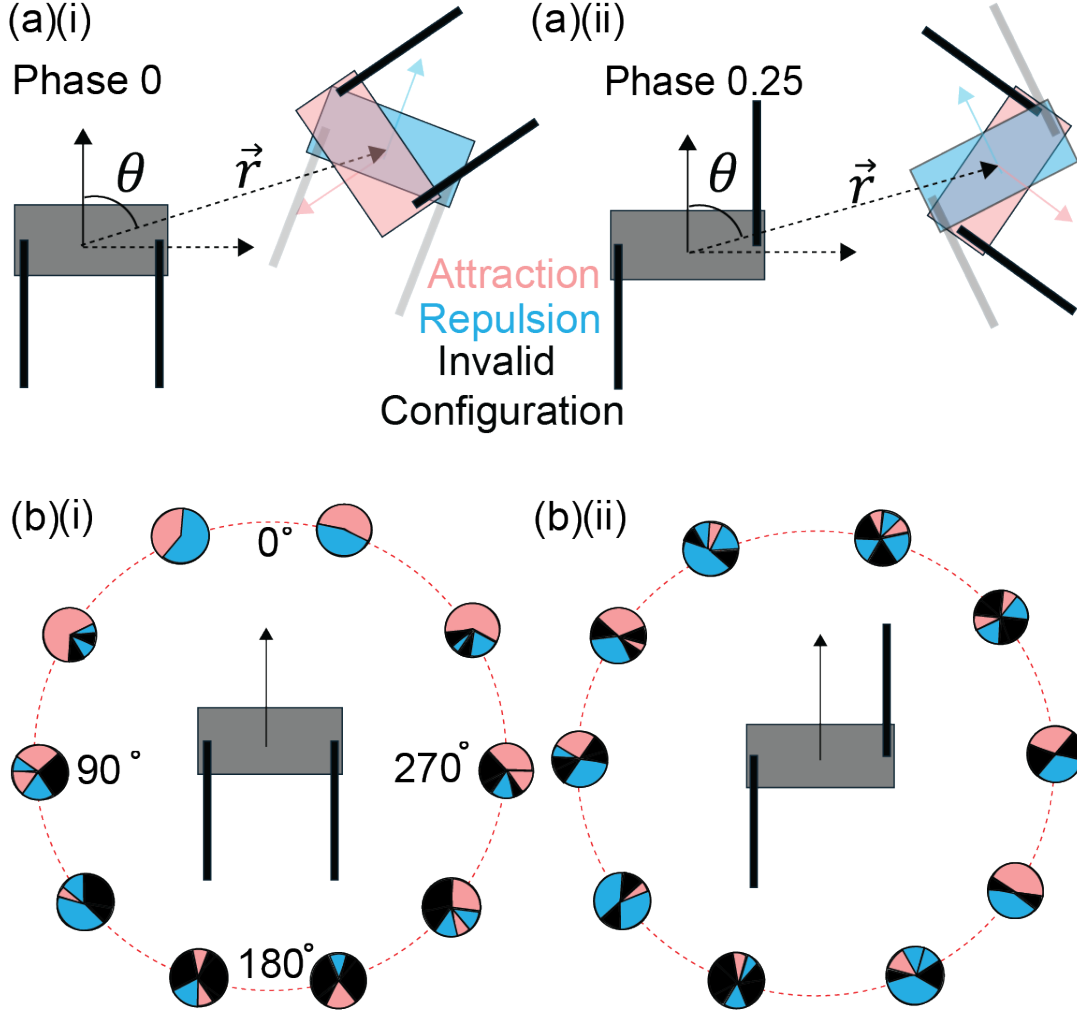 (a)(i)
Phase 0
θ
r⃗
(a)(ii)
Phase 0.25
θ
r⃗
Attraction
Repulsion
Invalid
Configuration
(b)(i)
0°
90°
270°
180°
(b)(ii)